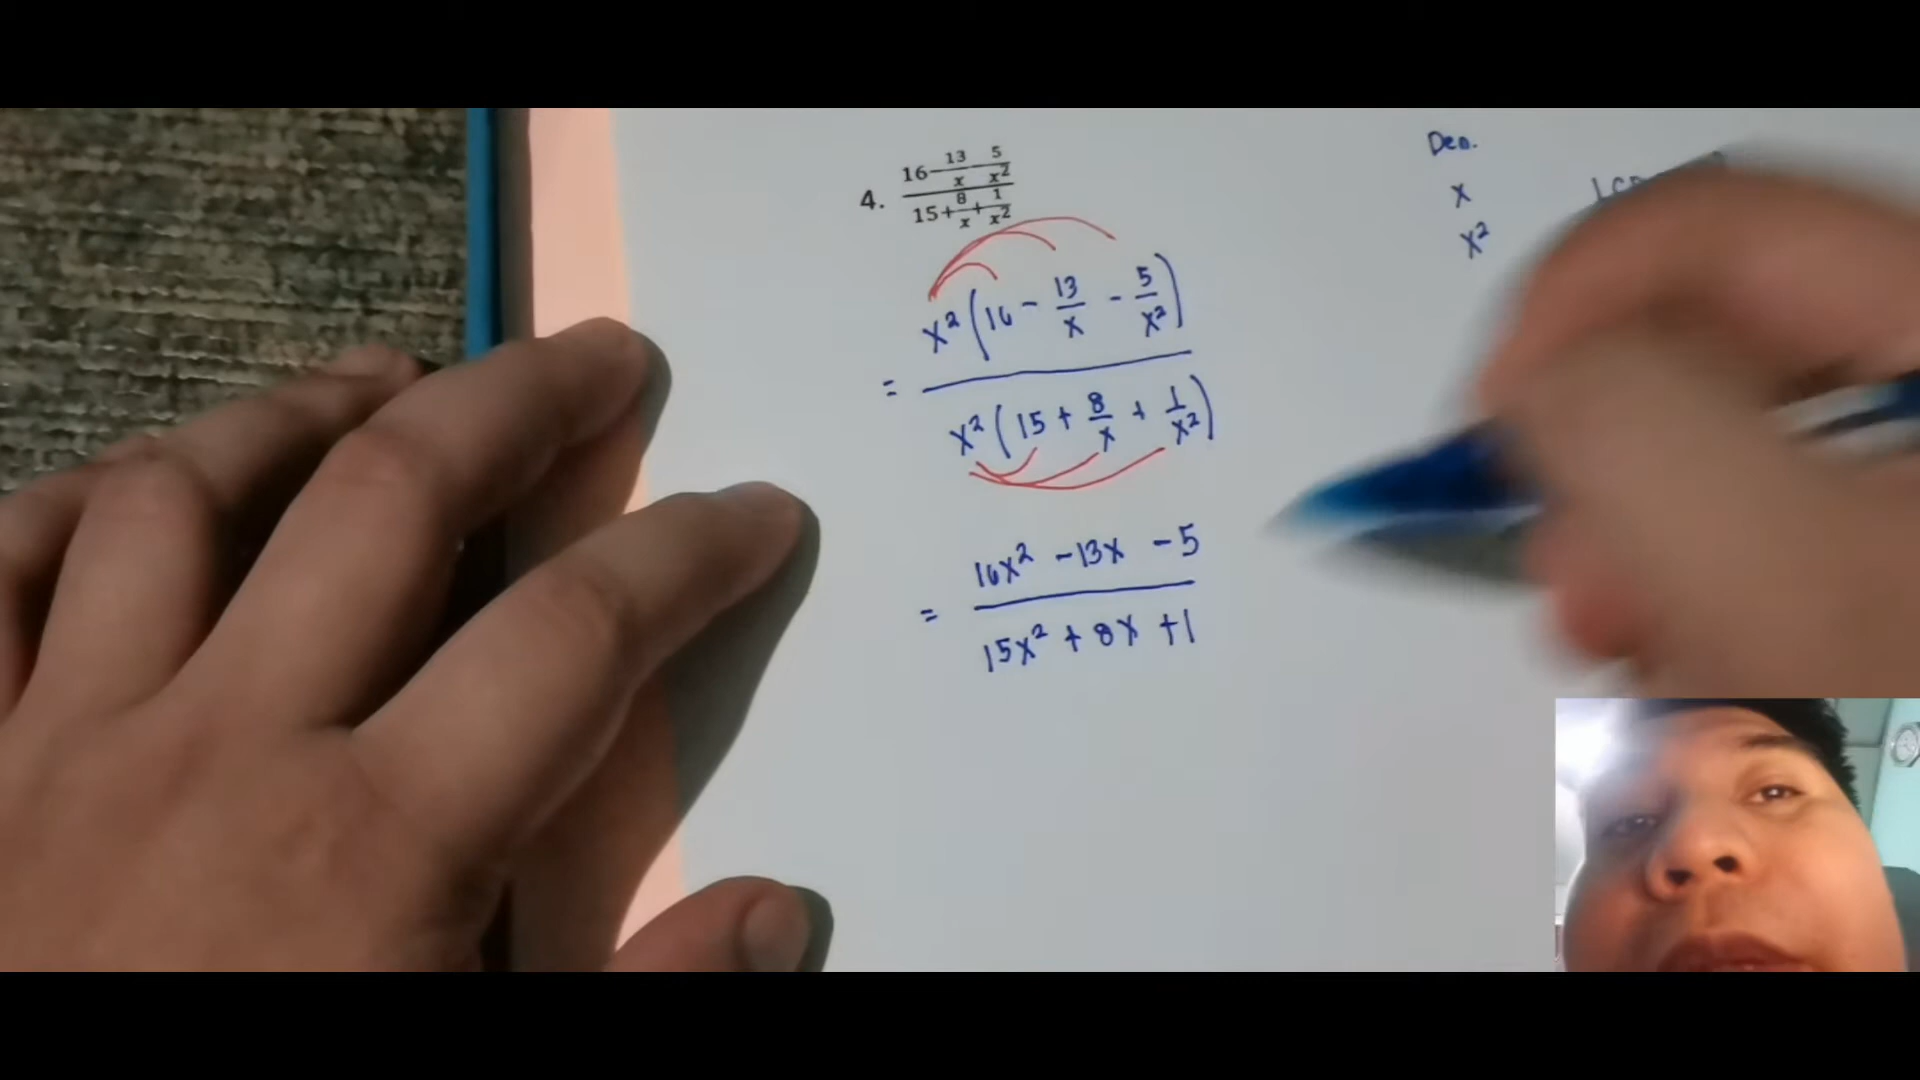 4. (16 - 13/x - 5/x²) / (15 + 8/x + 1/x²)
Den.
x
x²
= x²(16 - 13/x - 5/x²) / x²(15 + 8/x + 1/x²)
= (16x² - 13x - 5) / (15x² + 8x + 1)